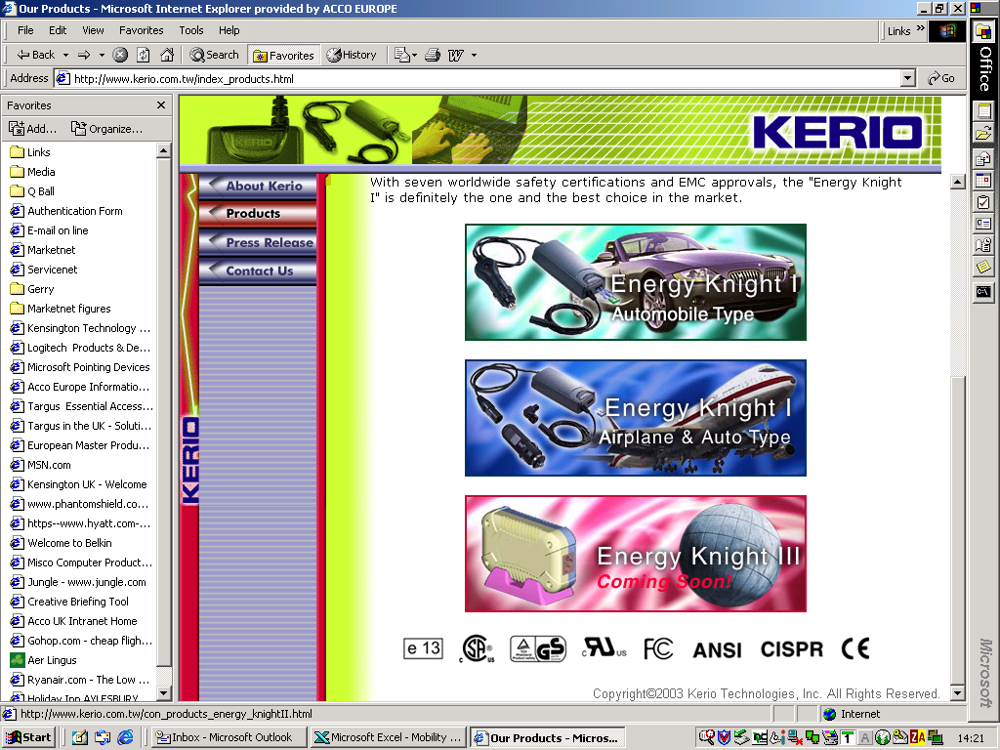 Our Products - Microsoft Internet Explorer provided by ACCO EUROPE
File Edit View Favorites Tools Help
Links »
Back
Search Favorites History
Address http://www.kerio.com.tw/index_products.html Go
Office
Favorites
Add... Organize...
Links
Media
Q Ball
Authentication Form
E-mail on line
Marketnet
Servicenet
Gerry
Marketnet figures
Kensington Technology ...
Logitech Products & De...
Microsoft Pointing Devices
Acco Europe Informatio...
Targus Essential Access...
Targus in the UK - Soluti...
European Master Produ...
MSN.com
Kensington UK - Welcome
www.phantomshield.co...
https--www.hyatt.com-...
Welcome to Belkin
Misco Computer Product...
Jungle - www.jungle.com
Creative Briefing Tool
Acco UK Intranet Home
Gohop.com - cheap fligh...
Aer Lingus
Ryanair.com - The Low ...
Holiday Inn AYLESBURY
KERIO
KERIO
About Kerio
Products
Press Release
Contact Us
KERIO
With seven worldwide safety certifications and EMC approvals, the "Energy Knight
I" is definitely the one and the best choice in the market.
Energy Knight I
Automobile Type
Energy Knight I
Airplane & Auto Type
Energy Knight III
Coming Soon!
e 13 SA C US TUV GS c RU US FC ANSI CISPR CE
Copyright©2003 Kerio Technologies, Inc. All Rights Reserved.
Microsoft
http://www.kerio.com.tw/con_products_energy_knightII.html
Internet
Start
Inbox - Microsoft Outlook
Microsoft Excel - Mobility ...
Our Products - Micros...
14:21